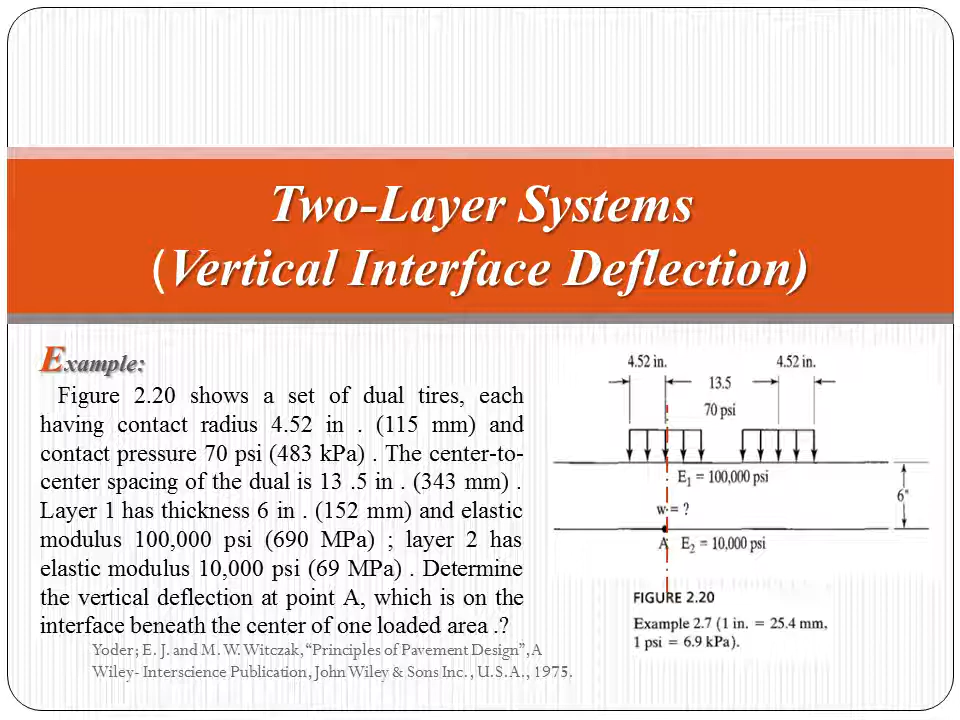 Two-Layer Systems
(Vertical Interface Deflection)
Example:
Figure 2.20 shows a set of dual tires, each
having contact radius 4.52 in . (115 mm) and
contact pressure 70 psi (483 kPa) . The center-to-
center spacing of the dual is 13 .5 in . (343 mm) .
Layer 1 has thickness 6 in . (152 mm) and elastic
modulus 100,000 psi (690 MPa) ; layer 2 has
elastic modulus 10,000 psi (69 MPa) . Determine
the vertical deflection at point A, which is on the
interface beneath the center of one loaded area .?
Yoder; E. J. and M. W. Witczak, “Principles of Pavement Design”, A
Wiley- Interscience Publication, John Wiley & Sons Inc., U.S.A., 1975.
4.52 in.
4.52 in.
13.5
70 psi
E₁ = 100,000 psi
6"
w = ?
A
E₂ = 10,000 psi
FIGURE 2.20
Example 2.7 (1 in. = 25.4 mm,
1 psi = 6.9 kPa).